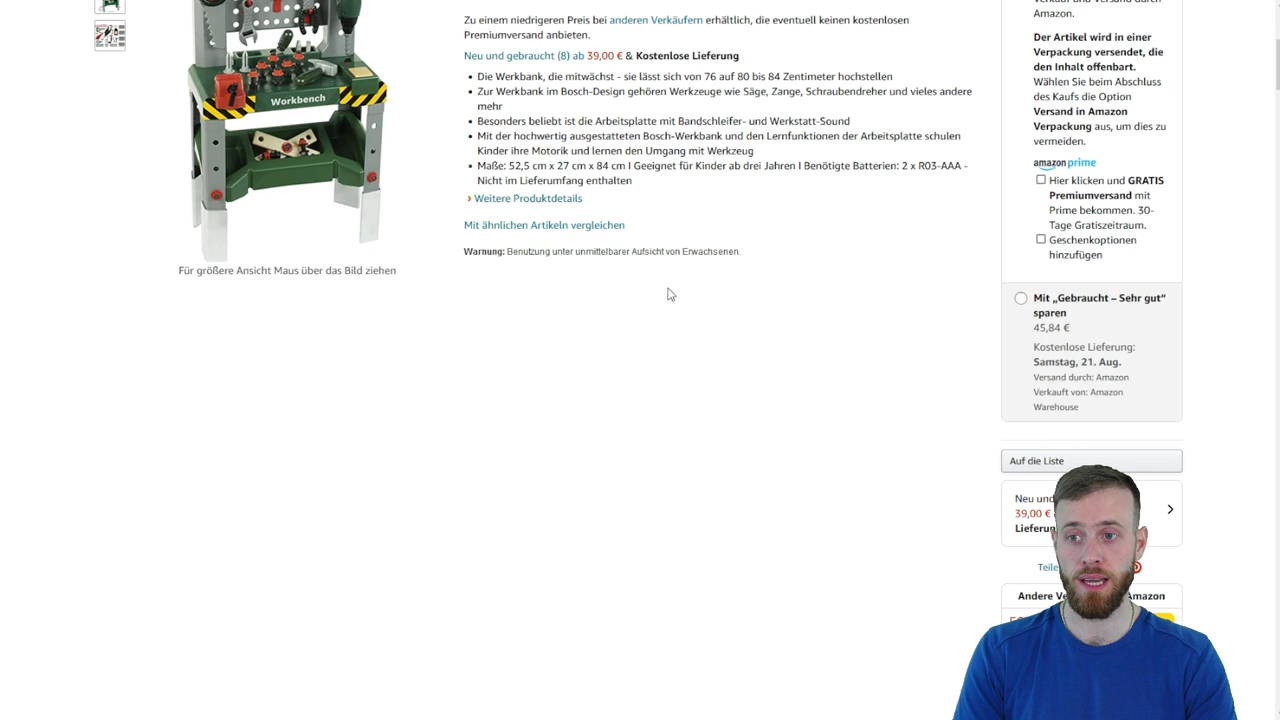 Workbench
Für größere Ansicht Maus über das Bild ziehen
Zu einem niedrigeren Preis bei anderen Verkäufern erhältlich, die eventuell keinen kostenlosen
Premiumversand anbieten.
Neu und gebraucht (8) ab 39,00 € & Kostenlose Lieferung
• Die Werkbank, die mitwächst - sie lässt sich von 76 auf 80 bis 84 Zentimeter hochstellen
• Zur Werkbank im Bosch-Design gehören Werkzeuge wie Säge, Zange, Schraubendreher und vieles andere
mehr
• Besonders beliebt ist die Arbeitsplatte mit Bandschleifer- und Werkstatt-Sound
• Mit der hochwertig ausgestatteten Bosch-Werkbank und den Lernfunktionen der Arbeitsplatte schulen
Kinder ihre Motorik und lernen den Umgang mit Werkzeug
• Maße: 52,5 cm x 27 cm x 84 cm I Geeignet für Kinder ab drei Jahren I Benötigte Batterien: 2 x R03-AAA -
Nicht im Lieferumfang enthalten
› Weitere Produktdetails
Mit ähnlichen Artikeln vergleichen
Warnung: Benutzung unter unmittelbarer Aufsicht von Erwachsenen.
Verkauf und Versand durch
Amazon.
Der Artikel wird in einer
Verpackung versendet, die
den Inhalt offenbart.
Wählen Sie beim Abschluss
des Kaufs die Option
Versand in Amazon
Verpackung aus, um dies zu
vermeiden.
amazon prime
Hier klicken und GRATIS
Premiumversand mit
Prime bekommen. 30-
Tage Gratiszeitraum.
Geschenkoptionen
hinzufügen
Mit „Gebraucht – Sehr gut“
sparen
45,84 €
Kostenlose Lieferung:
Samstag, 21. Aug.
Versand durch: Amazon
Verkauft von: Amazon
Warehouse
Auf die Liste
Neu und
39,00 €
Lieferun
Teile
Andere Ve Amazon